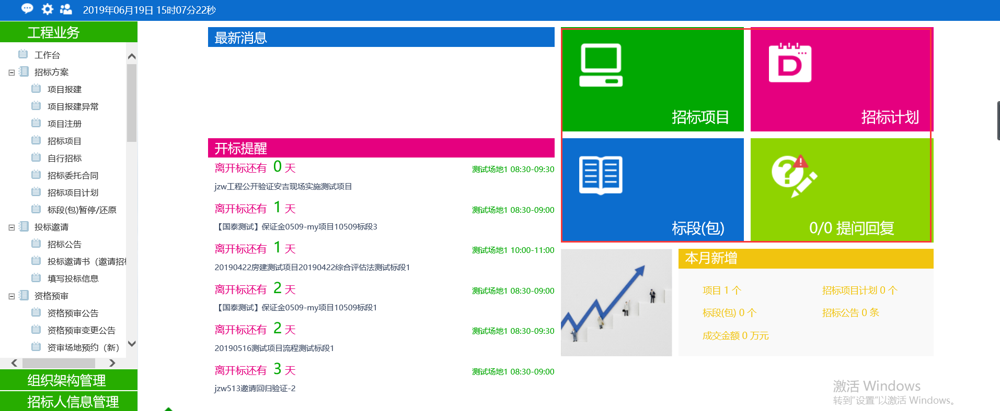 2019年06月19日 15时07分22秒
工程业务
工作台
招标方案
项目报建
项目报建异常
项目注册
招标项目
自行招标
招标委托合同
招标项目计划
标段(包)暂停/还原
投标邀请
招标公告
投标邀请书（邀请招标
填写投标信息
资格预审
资格预审公告
资格预审变更公告
资审场地预约（新）
组织架构管理
招标人信息管理
最新消息
开标提醒
离开标还有 0 天 测试场地1 08:30-09:30
jzw工程公开验证安吉现场实施测试项目
离开标还有 1 天 测试场地1 08:30-09:00
【国泰测试】保证金0509-my项目10509标段3
离开标还有 1 天 测试场地1 10:00-11:00
20190422房建测试项目20190422综合评估法测试标段1
离开标还有 2 天 测试场地1 08:30-09:00
【国泰测试】保证金0509-my项目10509标段1
离开标还有 2 天 测试场地1 08:30-09:30
20190516测试项目流程测试标段1
离开标还有 3 天 测试场地1 08:30-09:00
jzw513邀请回归验证-2
招标项目
D
招标计划
标段(包)
0/0 提问回复
本月新增
项目 1 个 招标项目计划 0 个
标段(包) 0 个 招标公告 0 条
成交金额 0 万元
激活 Windows
转到"设置"以激活 Windows。